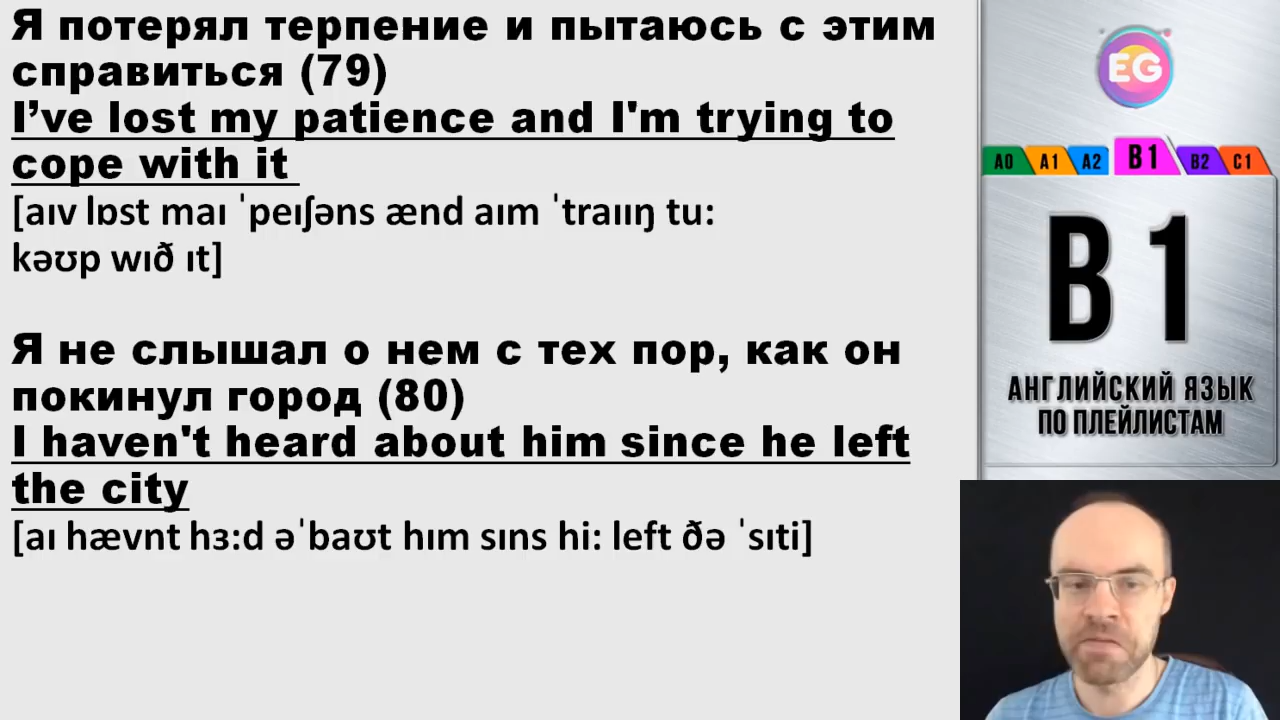 Я потерял терпение и пытаюсь с этим
справиться (79)
I’ve lost my patience and I'm trying to
cope with it
[aɪv lɒst maɪ ˈpeɪʃəns ænd aɪm ˈtraɪɪŋ tu:
kəʊp wɪð ɪt]
Я не слышал о нем с тех пор, как он
покинул город (80)
I haven't heard about him since he left
the city
[aɪ hævnt hɜ:d əˈbaʊt hɪm sɪns hi: left ðə ˈsɪti]
EG
A0 A1 A2 B1 B2 C1
B1
АНГЛИЙСКИЙ ЯЗЫК
ПО ПЛЕЙЛИСТАМ